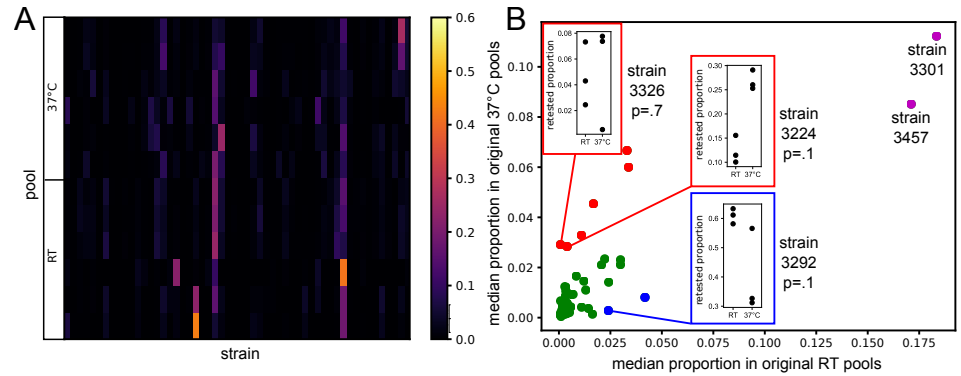 A
pool
37°C
RT
strain
0.6
0.5
0.4
0.3
0.2
0.1
0.0
B
median proportion in original 37°C pools
0.10
0.08
0.06
0.04
0.02
0.00
0.000
0.025
0.050
0.075
0.100
0.125
0.150
0.175
median proportion in original RT pools
retested proportion
0.08
0.06
0.04
0.02
RT 37°C
strain
3326
p=.7
retested proportion
0.30
0.25
0.20
0.15
0.10
RT 37°C
strain
3224
p=.1
retested proportion
0.6
0.5
0.4
0.3
RT 37°C
strain
3292
p=.1
strain
3301
strain
3457